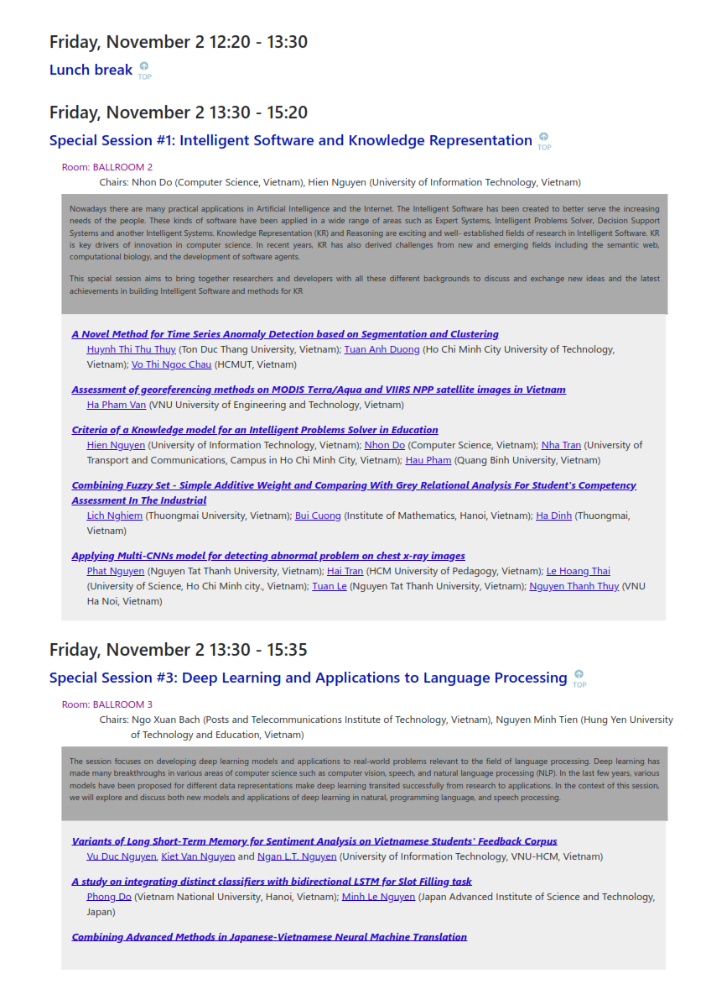 Friday, November 2 12:20 - 13:30
Lunch break TOP
Friday, November 2 13:30 - 15:20
Special Session #1: Intelligent Software and Knowledge Representation TOP
Room: BALLROOM 2
Chairs: Nhon Do (Computer Science, Vietnam), Hien Nguyen (University of Information Technology, Vietnam)
Nowadays there are many practical applications in Artificial Intelligence and the Internet. The Intelligent Software has been created to better serve the increasing
needs of the people. These kinds of software have been applied in a wide range of areas such as Expert Systems, Intelligent Problems Solver, Decision Support
Systems and another Intelligent Systems. Knowledge Representation (KR) and Reasoning are exciting and well- established fields of research in Intelligent Software. KR
is key drivers of innovation in computer science. In recent years, KR has also derived challenges from new and emerging fields including the semantic web,
computational biology, and the development of software agents.
This special session aims to bring together researchers and developers with all these different backgrounds to discuss and exchange new ideas and the latest
achievements in building Intelligent Software and methods for KR
A Novel Method for Time Series Anomaly Detection based on Segmentation and Clustering
Huynh Thi Thu Thuy (Ton Duc Thang University, Vietnam); Tuan Anh Duong (Ho Chi Minh City University of Technology,
Vietnam); Vo Thi Ngoc Chau (HCMUT, Vietnam)
Assessment of georeferencing methods on MODIS Terra/Aqua and VIIRS NPP satellite images in Vietnam
Ha Pham Van (VNU University of Engineering and Technology, Vietnam)
Criteria of a Knowledge model for an Intelligent Problems Solver in Education
Hien Nguyen (University of Information Technology, Vietnam); Nhon Do (Computer Science, Vietnam); Nha Tran (University of
Transport and Communications, Campus in Ho Chi Minh City, Vietnam); Hau Pham (Quang Binh University, Vietnam)
Combining Fuzzy Set - Simple Additive Weight and Comparing With Grey Relational Analysis For Student's Competency
Assessment In The Industrial
Lich Nghiem (Thuongmai University, Vietnam); Bui Cuong (Institute of Mathematics, Hanoi, Vietnam); Ha Dinh (Thuongmai,
Vietnam)
Applying Multi-CNNs model for detecting abnormal problem on chest x-ray images
Phat Nguyen (Nguyen Tat Thanh University, Vietnam); Hai Tran (HCM University of Pedagogy, Vietnam); Le Hoang Thai
(University of Science, Ho Chi Minh city., Vietnam); Tuan Le (Nguyen Tat Thanh University, Vietnam); Nguyen Thanh Thuy (VNU
Ha Noi, Vietnam)
Friday, November 2 13:30 - 15:35
Special Session #3: Deep Learning and Applications to Language Processing TOP
Room: BALLROOM 3
Chairs: Ngo Xuan Bach (Posts and Telecommunications Institute of Technology, Vietnam), Nguyen Minh Tien (Hung Yen University
of Technology and Education, Vietnam)
The session focuses on developing deep learning models and applications to real-world problems relevant to the field of language processing. Deep learning has
made many breakthroughs in various areas of computer science such as computer vision, speech, and natural language processing (NLP). In the last few years, various
models have been proposed for different data representations make deep learning transited successfully from research to applications. In the context of this session,
we will explore and discuss both new models and applications of deep learning in natural, programming language, and speech processing.
Variants of Long Short-Term Memory for Sentiment Analysis on Vietnamese Students' Feedback Corpus
Vu Duc Nguyen, Kiet Van Nguyen and Ngan L.T. Nguyen (University of Information Technology, VNU-HCM, Vietnam)
A study on integrating distinct classifiers with bidirectional LSTM for Slot Filling task
Phong Do (Vietnam National University, Hanoi, Vietnam); Minh Le Nguyen (Japan Advanced Institute of Science and Technology,
Japan)
Combining Advanced Methods in Japanese-Vietnamese Neural Machine Translation